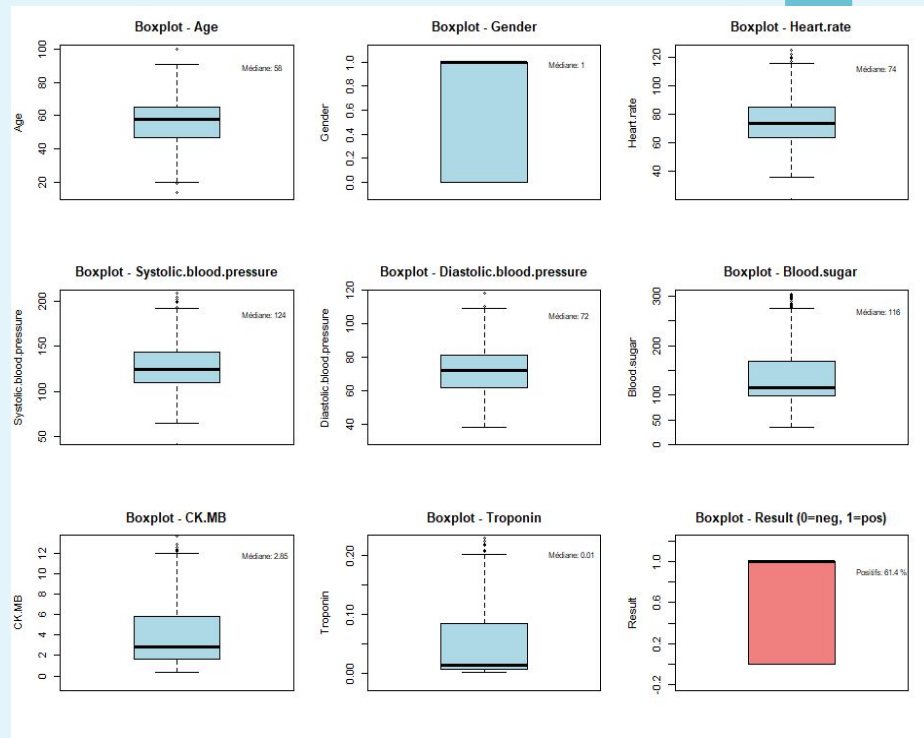 Boxplot - Age
Médiane: 58
Age
100
80
60
40
20
Boxplot - Gender
Médiane: 1
Gender
1.0
0.8
0.6
0.4
0.2
0.0
Boxplot - Heart.rate
Médiane: 74
Heart.rate
120
100
80
60
40
Boxplot - Systolic.blood.pressure
Médiane: 124
Systolic.blood.pressure
200
150
100
50
Boxplot - Diastolic.blood.pressure
Médiane: 72
Diastolic.blood.pressure
120
100
80
60
40
Boxplot - Blood.sugar
Médiane: 116
Blood.sugar
300
200
100
50
0
Boxplot - CK.MB
Médiane: 2.85
CK.MB
12
10
8
6
4
2
0
Boxplot - Troponin
Médiane: 0.01
Troponin
0.20
0.10
0.00
Boxplot - Result (0=neg, 1=pos)
Positifs: 61.4 %
Result
1.0
0.6
0.2
-0.2